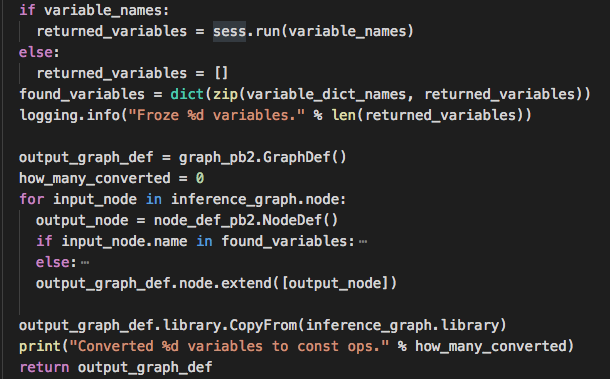 if variable_names:
  returned_variables = sess.run(variable_names)
else:
  returned_variables = []
found_variables = dict(zip(variable_dict_names, returned_variables))
logging.info("Froze %d variables." % len(returned_variables))

output_graph_def = graph_pb2.GraphDef()
how_many_converted = 0
for input_node in inference_graph.node:
  output_node = node_def_pb2.NodeDef()
  if input_node.name in found_variables:⋯
  else:⋯
  output_graph_def.node.extend([output_node])

output_graph_def.library.CopyFrom(inference_graph.library)
print("Converted %d variables to const ops." % how_many_converted)
return output_graph_def